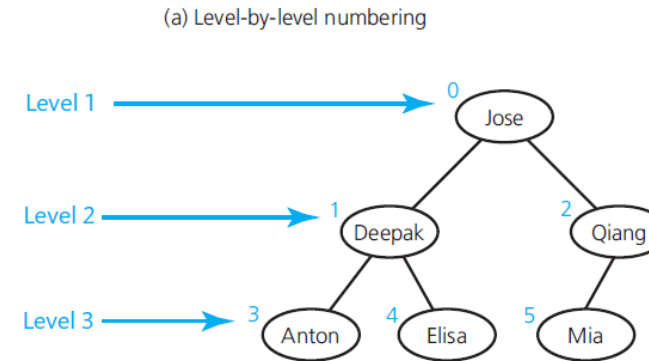 (a) Level-by-level numbering
Level 1
0
Jose
Level 2
1
Deepak
2
Qiang
Level 3
3
Anton
4
Elisa
5
Mia